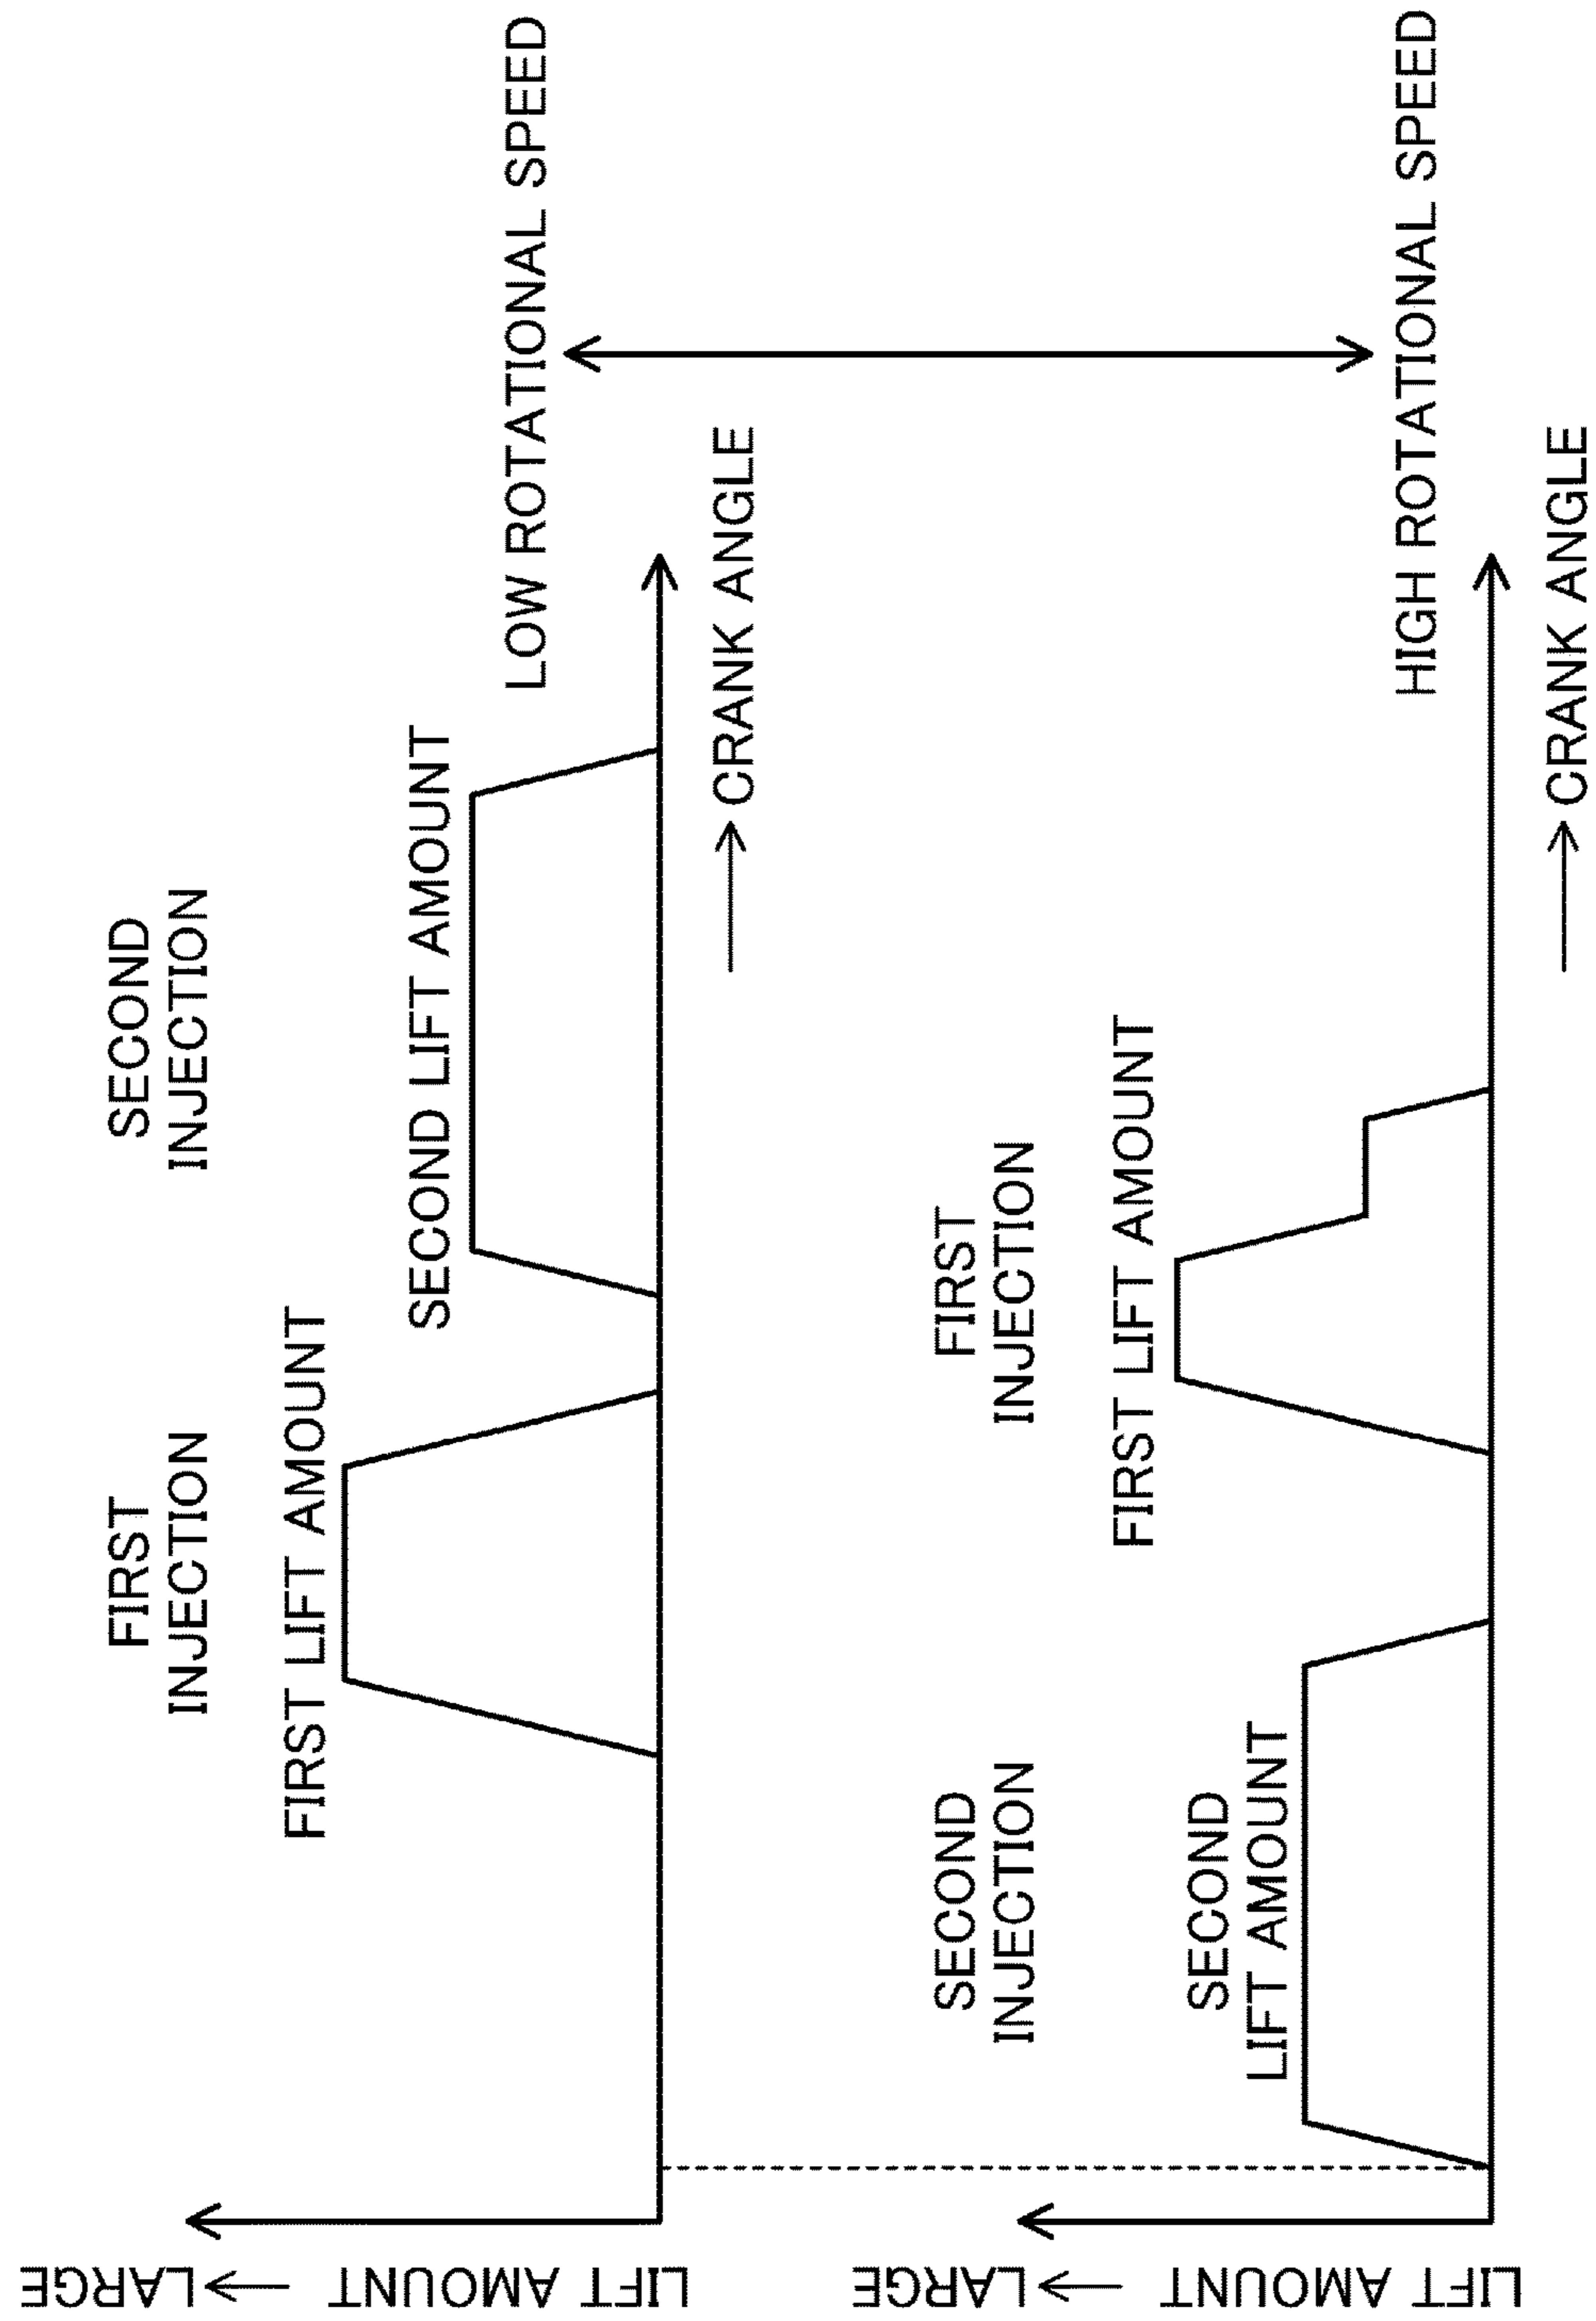 FIRST
INJECTION
SECOND
INJECTION
FIRST LIFT AMOUNT
SECOND LIFT AMOUNT
LOW ROTATIONAL SPEED
LIFT AMOUNT → LARGE
→ CRANK ANGLE
SECOND
INJECTION
FIRST
INJECTION
FIRST LIFT AMOUNT
SECOND
LIFT AMOUNT
HIGH ROTATIONAL SPEED
LIFT AMOUNT → LARGE
→ CRANK ANGLE